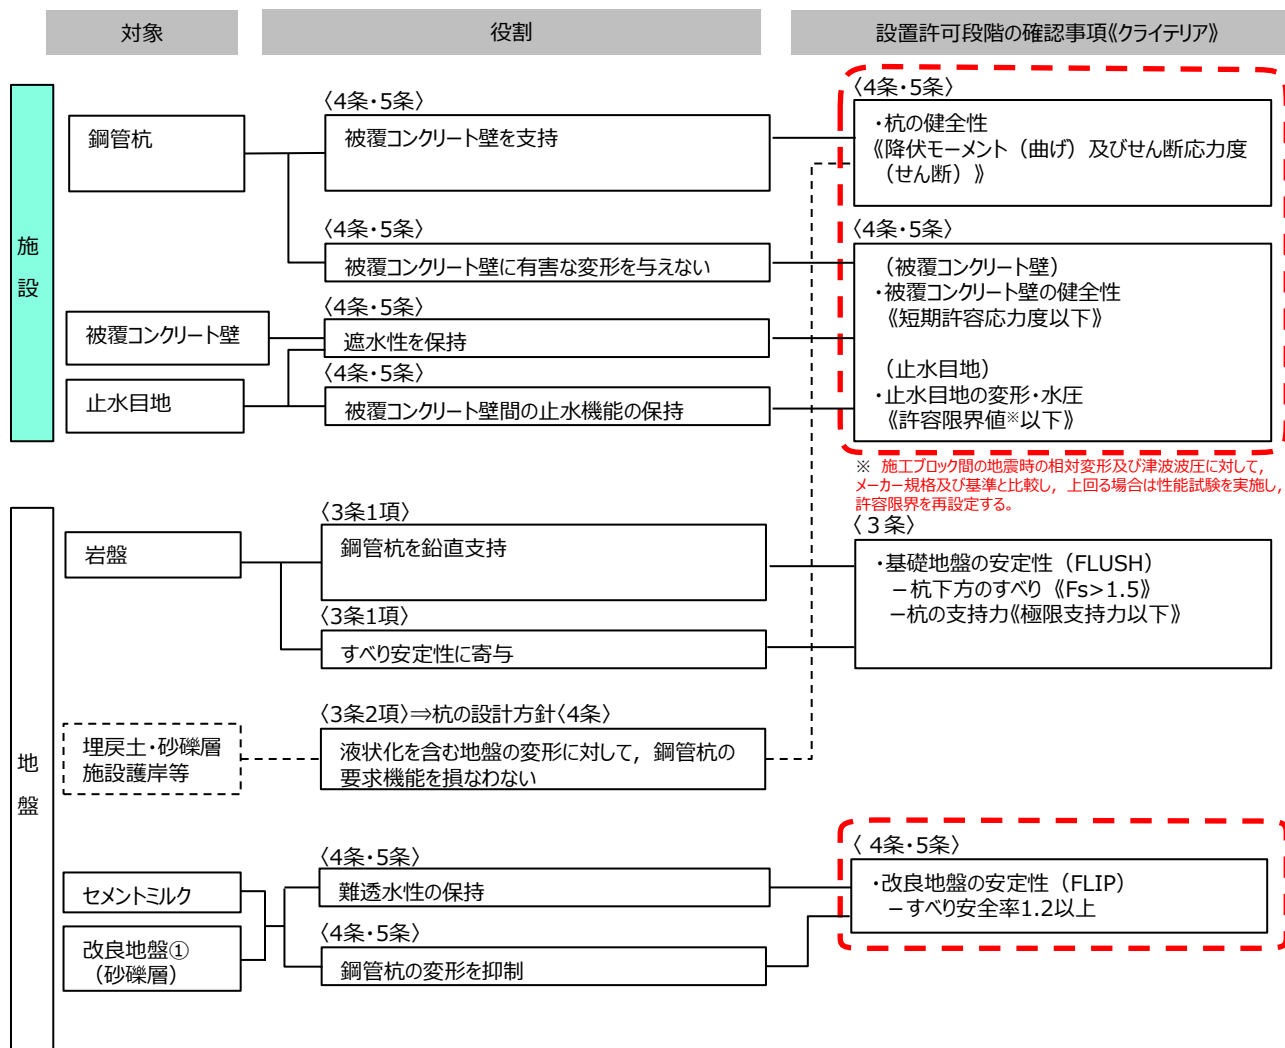 対象
役割
設置許可段階の確認事項《クライテリア》
施
設
鋼管杭
〈4条・5条〉
被覆コンクリート壁を支持
〈4条・5条〉
・杭の健全性
《降伏モーメント（曲げ）及びせん断応力度
（せん断）》
〈4条・5条〉
被覆コンクリート壁に有害な変形を与えない
〈4条・5条〉
（被覆コンクリート壁）
・被覆コンクリート壁の健全性
《短期許容応力度以下》
（止水目地）
・止水目地の変形・水圧
《許容限界値※以下》
被覆コンクリート壁
〈4条・5条〉
遮水性を保持
止水目地
〈4条・5条〉
被覆コンクリート壁間の止水機能の保持
※ 施工ブロック間の地震時の相対変形及び津波波圧に対して，
メーカー規格及び基準と比較し，上回る場合は性能試験を実施し，
許容限界を再設定する。
地
盤
岩盤
〈3条1項〉
鋼管杭を鉛直支持
〈３条〉
・基礎地盤の安定性（FLUSH）
－杭下方のすべり《Fs>1.5》
－杭の支持力《極限支持力以下》
〈3条1項〉
すべり安定性に寄与
埋戻土・砂礫層
施設護岸等
〈3条2項〉⇒杭の設計方針〈4条〉
液状化を含む地盤の変形に対して，鋼管杭の
要求機能を損なわない
セメントミルク
〈4条・5条〉
難透水性の保持
〈 4条・5条〉
・改良地盤の安定性（FLIP）
－すべり安全率1.2以上
改良地盤①
（砂礫層）
〈4条・5条〉
鋼管杭の変形を抑制